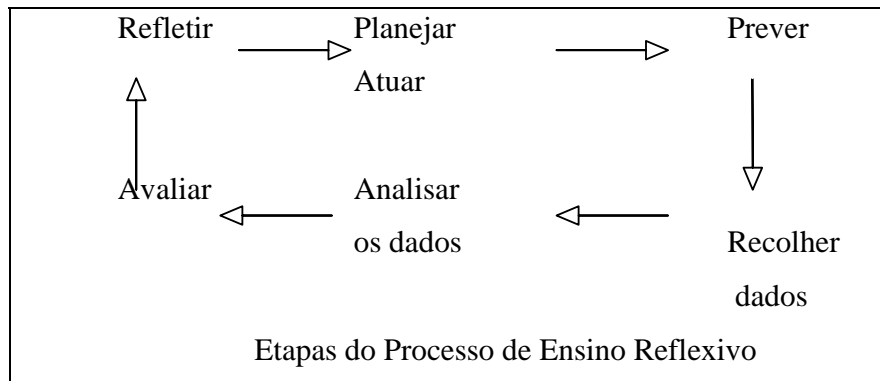 Refletir Planejar Prever
Atuar
Avaliar Analisar
os dados Recolher
dados
Etapas do Processo de Ensino Reflexivo